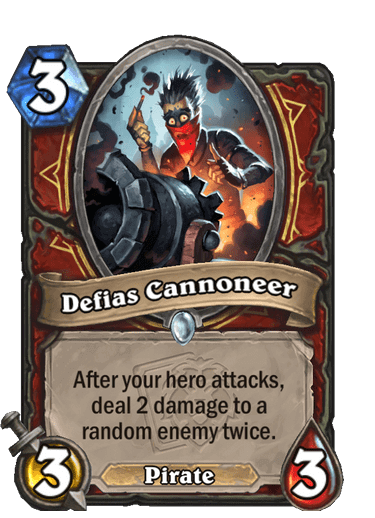 3
Defias Cannoneer
After your hero attacks,
deal 2 damage to a
random enemy twice.
3
Pirate
3